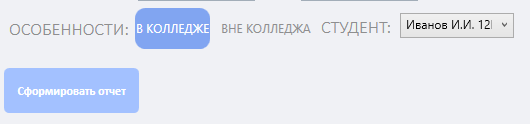 ОСОБЕННОСТИ: В КОЛЛЕДЖЕ ВНЕ КОЛЛЕДЖА СТУДЕНТ: Иванов И.И. 12
Сформировать отчет